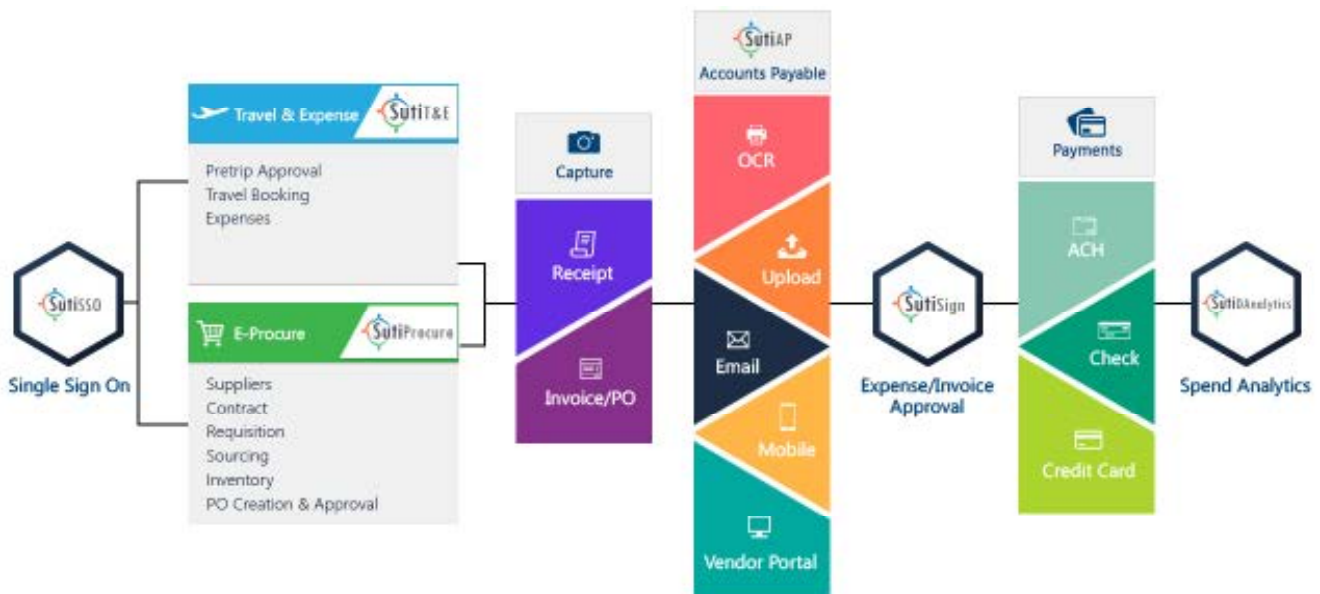 SutiSSO
Single Sign On
Travel & Expense
SutiT&E
Pretrip Approval
Travel Booking
Expenses
E-Procure
SutiProcure
Suppliers
Contract
Requisition
Sourcing
Inventory
PO Creation & Approval
Capture
Receipt
Invoice/PO
SutiAP
Accounts Payable
OCR
Upload
Email
Mobile
Vendor Portal
SutiSign
Expense/Invoice
Approval
Payments
ACH
Check
Credit Card
SutiDAnalytics
Spend Analytics